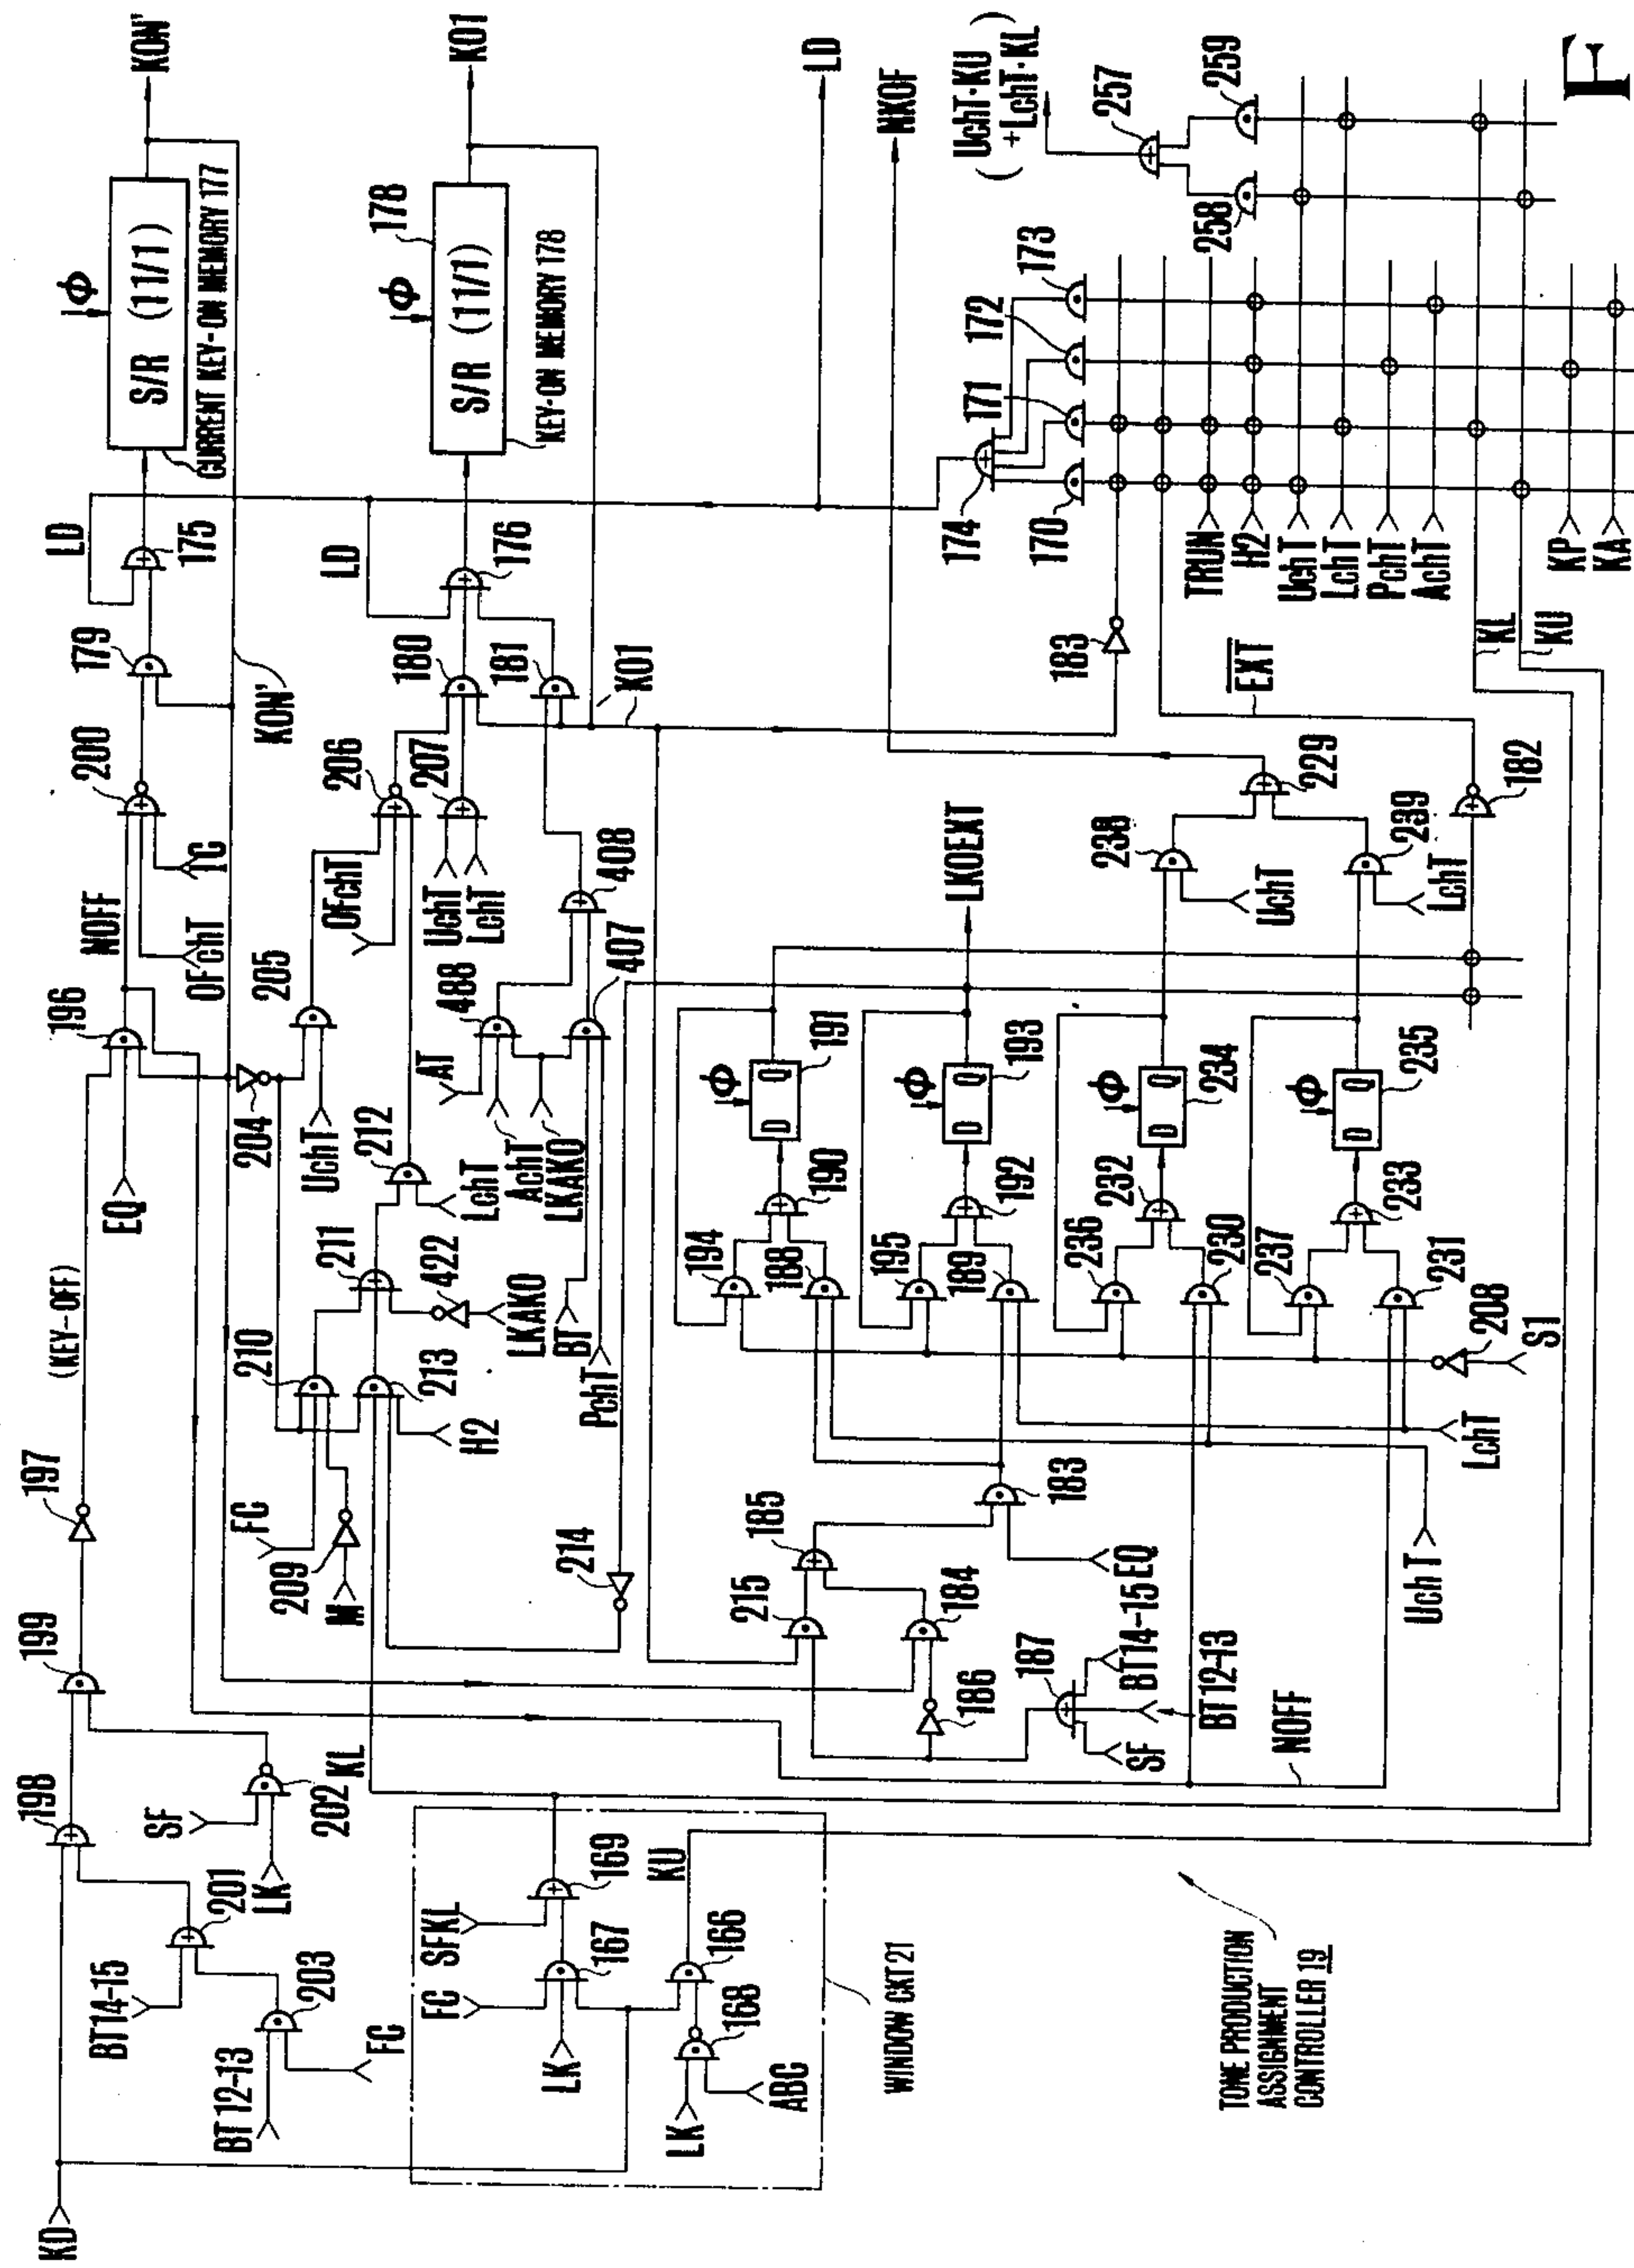 KON'
KO1
LD
NKOF
( UchT·KU
+LchT·KL )
F
S/R (11/1)
Φ
CURRENT KEY-ON MEMORY 177
S/R (11/1)
Φ
178
KEY-ON MEMORY 178
257
258
259
LD
175
LD
176
174
170
171
172
173
TRUN
H2
UchT
LchT
PchT
AchT
KP
KA
KL
KU
179
KON'
180
181
KO1
183
EXT
200
NOFF
OFchT
TC
206
207
OFchT
UchT
LchT
408
LKOEXT
229
238
239
UchT
LchT
182
196
EQ
205
204
UchT
488
AT
407
AchT
LKAKO
212
LchT
211
422
LKAKO
BT
PchT
Φ
D Q
191
Φ
D Q
193
Φ
D Q
234
Φ
D Q
235
190
192
232
233
194
188
195
189
236
230
237
231
208
S1
(KEY-OFF)
197
210
213
H2
FC
209
M
214
LchT
UchT
199
198
SF
202
LK
KL
201
BT14-15
203
BT12-13
FC
215
185
183
EQ
184
186
187
BT14-15
BT12-13
SF
NOFF
KD
169
SFKL
167
FC
LK
KU
166
168
LK
ABC
WINDOW CKT 21
TONE PRODUCTION
ASSIGNMENT
CONTROLLER 19